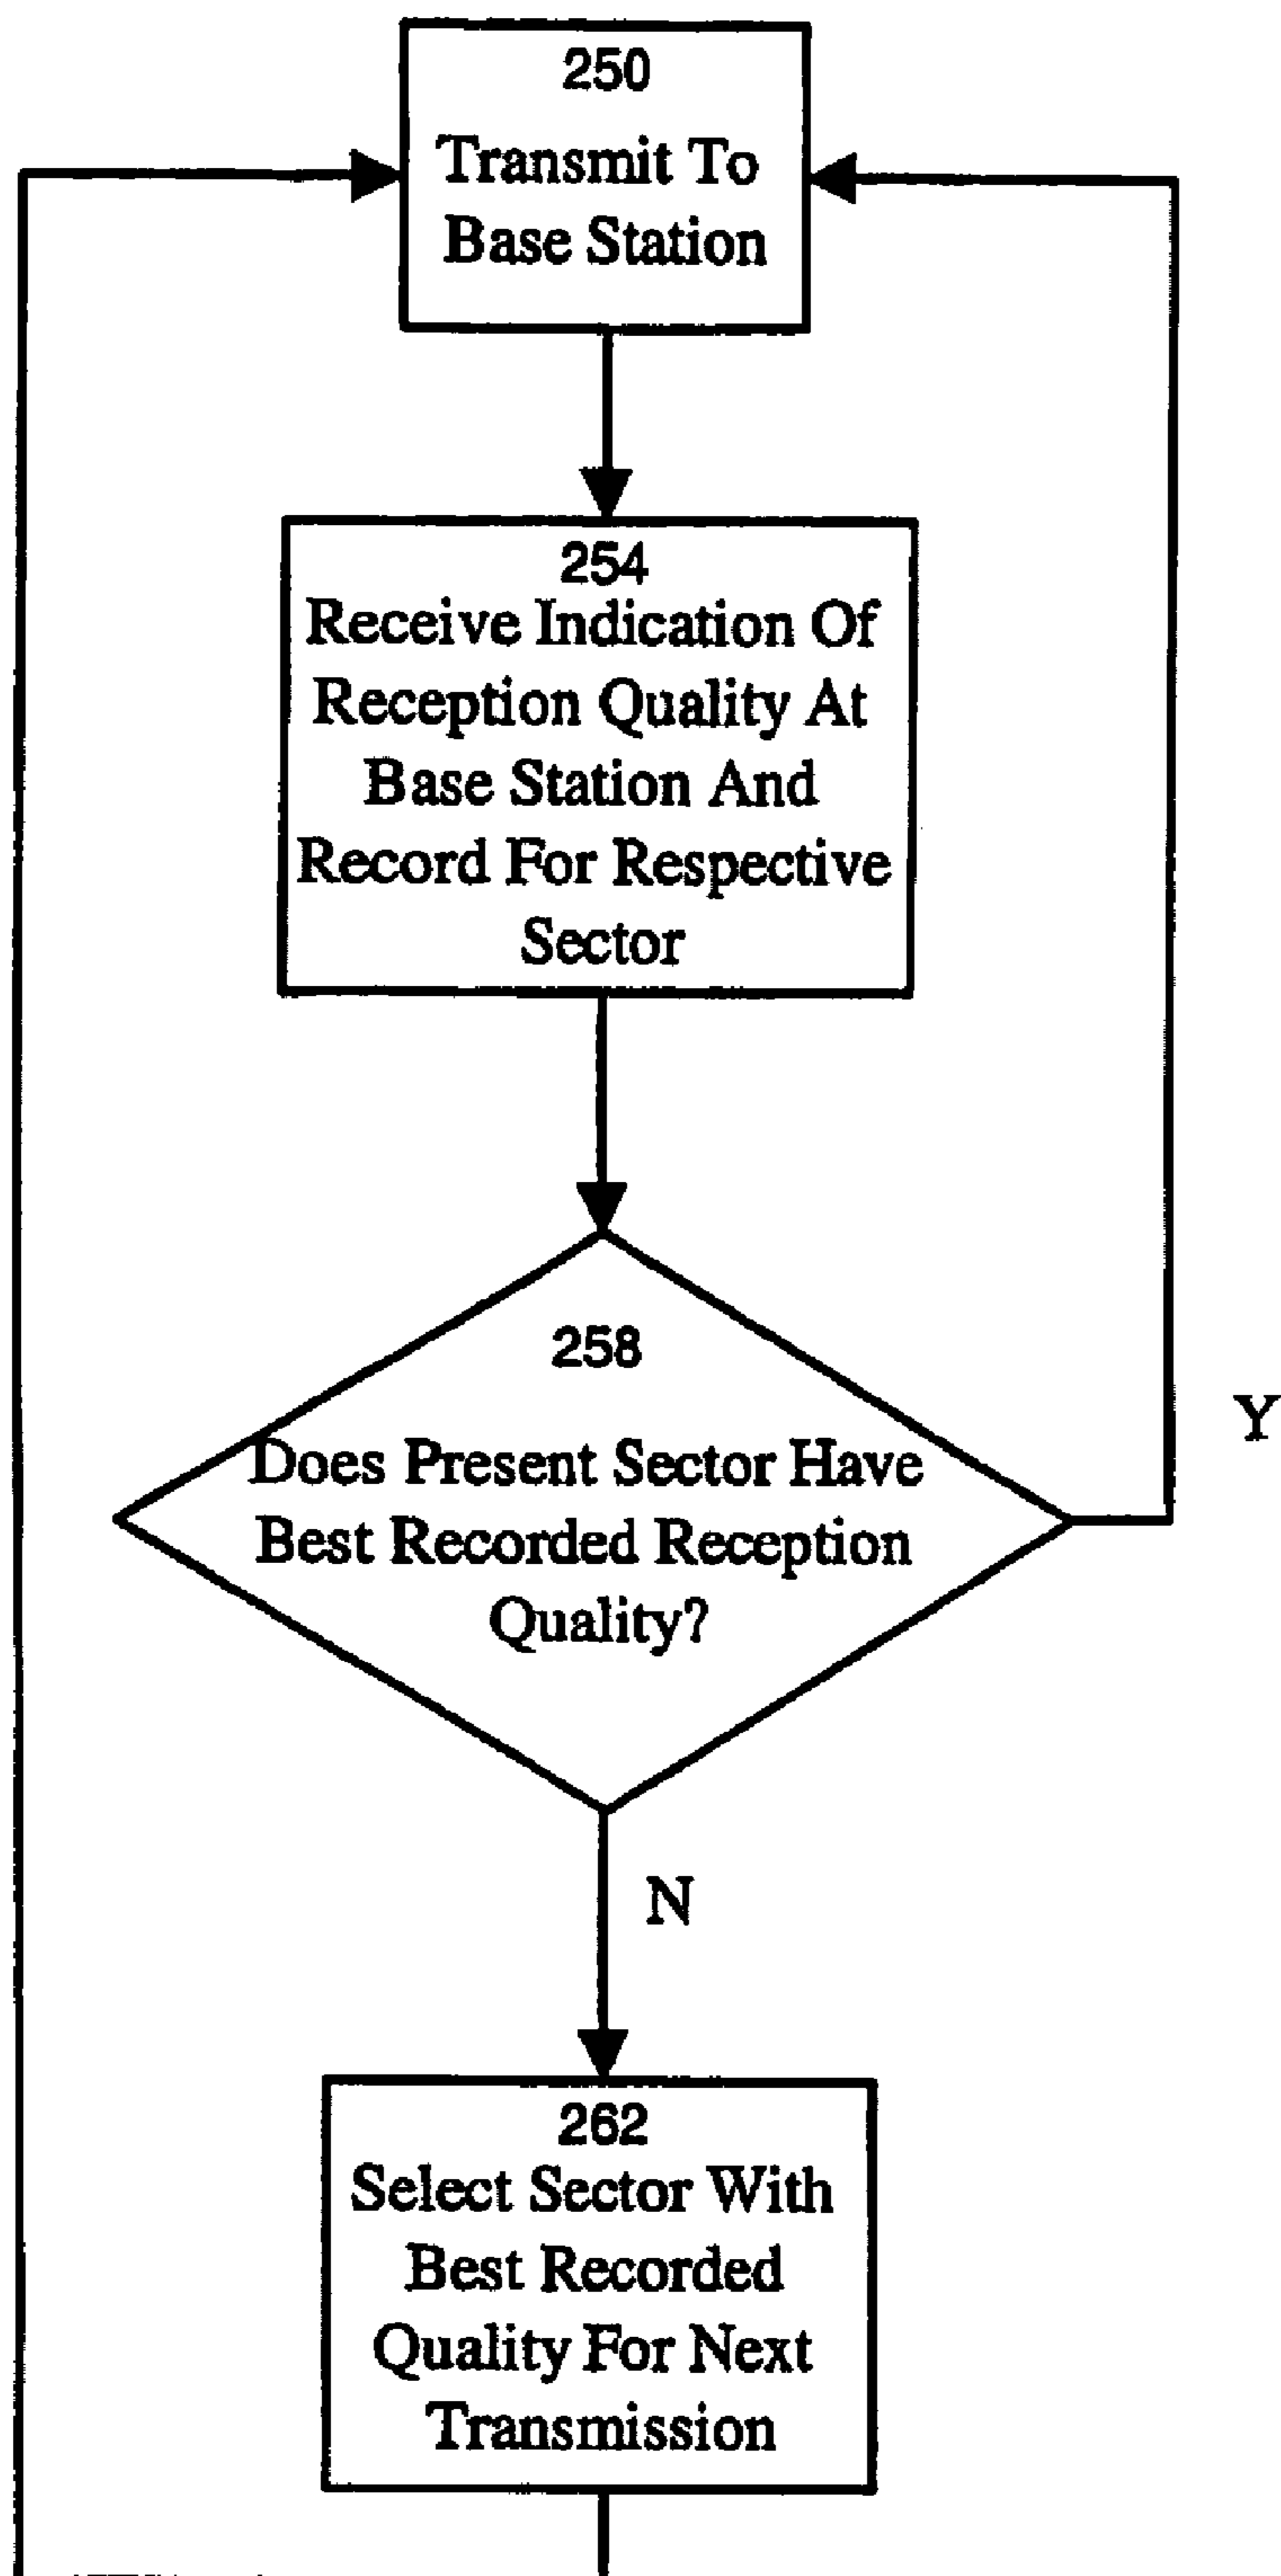 250
Transmit To
Base Station
254
Receive Indication Of
Reception Quality At
Base Station And
Record For Respective
Sector
258
Does Present Sector Have
Best Recorded Reception
Quality?
Y
N
262
Select Sector With
Best Recorded
Quality For Next
Transmission